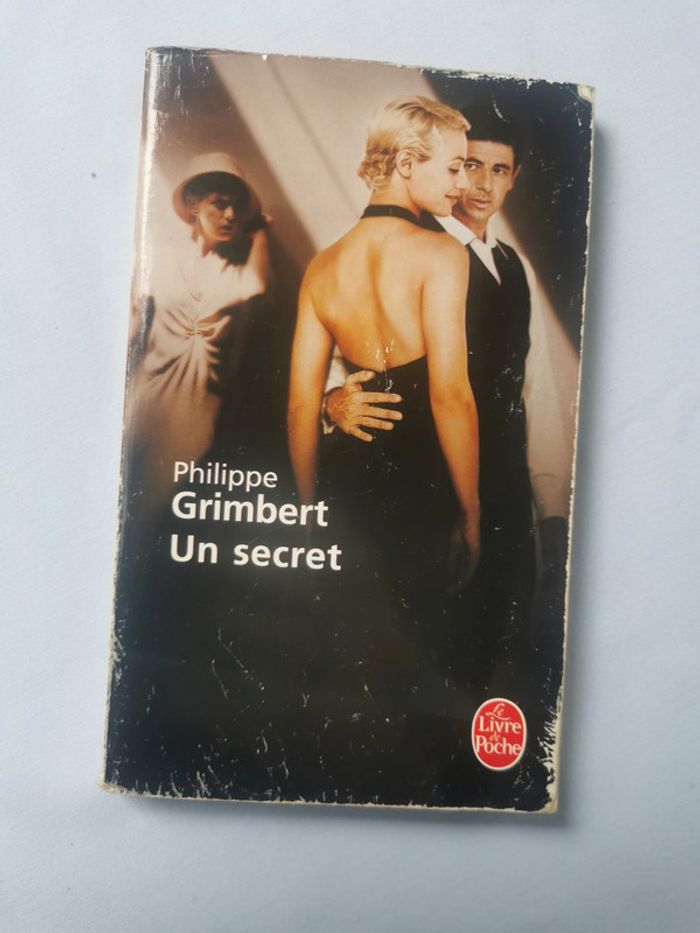 Philippe
Grimbert
Un secret
Le
Livre
de
Poche